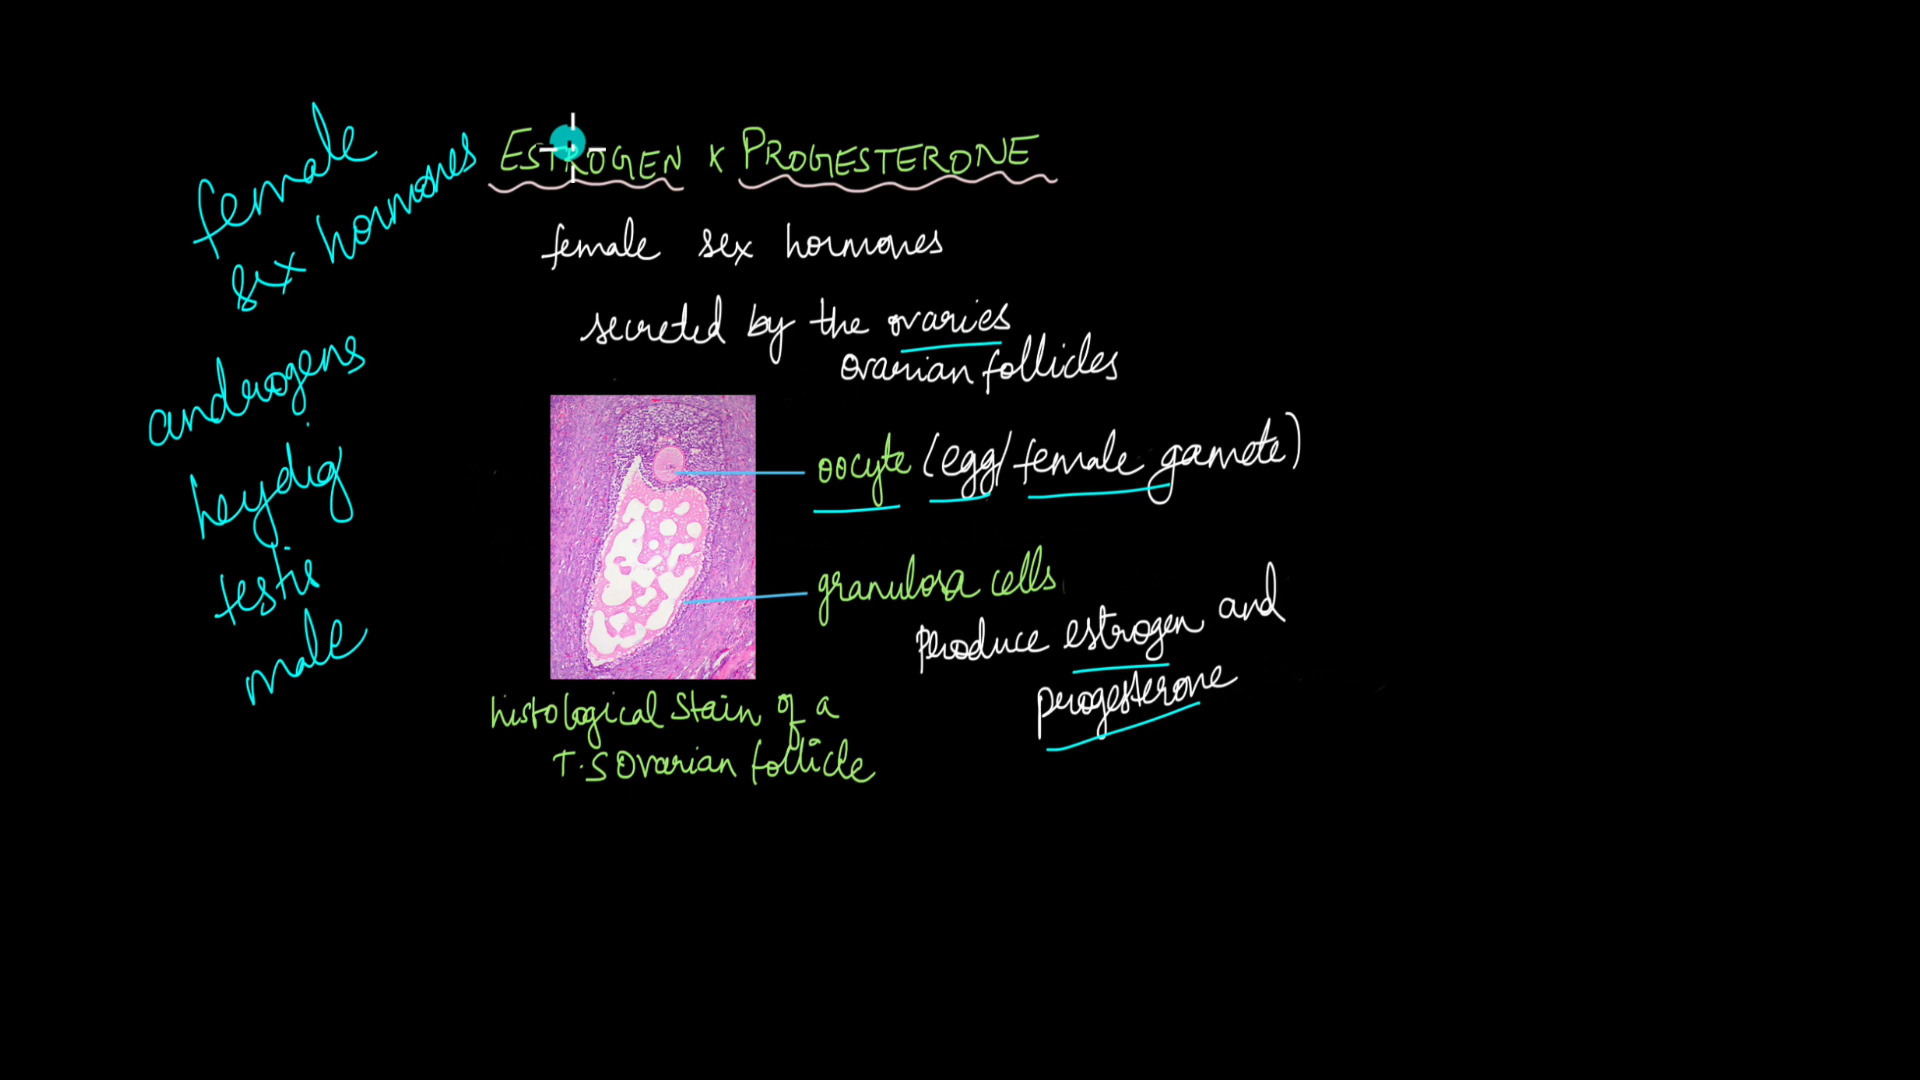 female
sex hormones
androgens
leydig
testis
male
ESTROGEN x PROGESTERONE
female sex hormones
secreted by the ovaries
ovarian follicles
oocyte (egg/female gamete)
granulosa cells
produce estrogen and
progesterone
histological stain of a
T.S Ovarian follicle